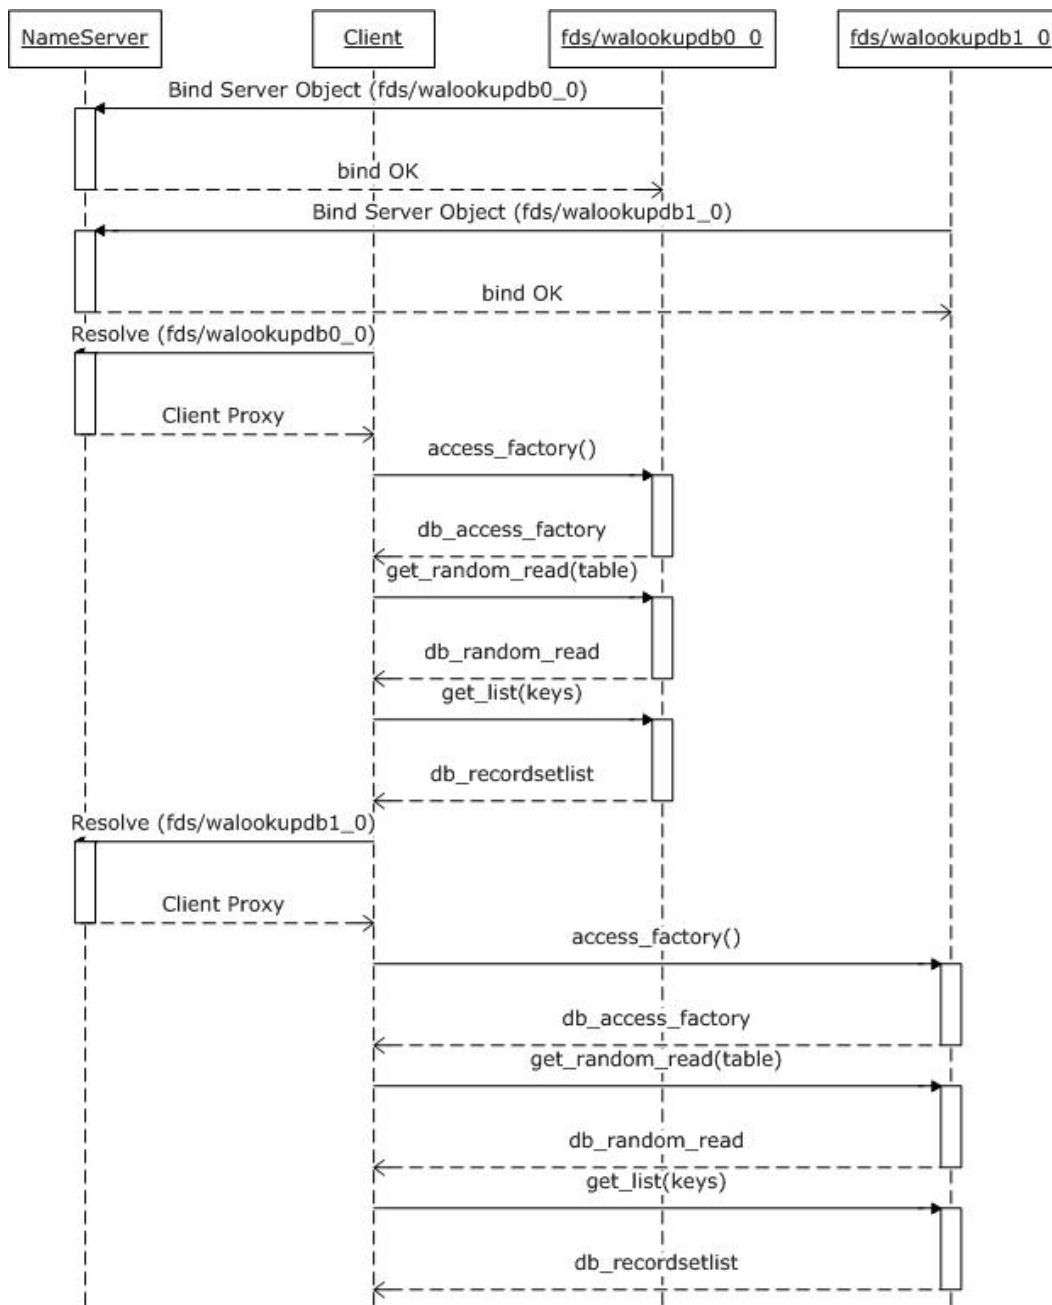 NameServer
Client
fds/walookupdb0_0
fds/walookupdb1_0
Bind Server Object (fds/walookupdb0_0)
bind OK
Bind Server Object (fds/walookupdb1_0)
bind OK
Resolve (fds/walookupdb0_0)
Client Proxy
access_factory()
db_access_factory
get_random_read(table)
db_random_read
get_list(keys)
db_recordsetlist
Resolve (fds/walookupdb1_0)
Client Proxy
access_factory()
db_access_factory
get_random_read(table)
db_random_read
get_list(keys)
db_recordsetlist